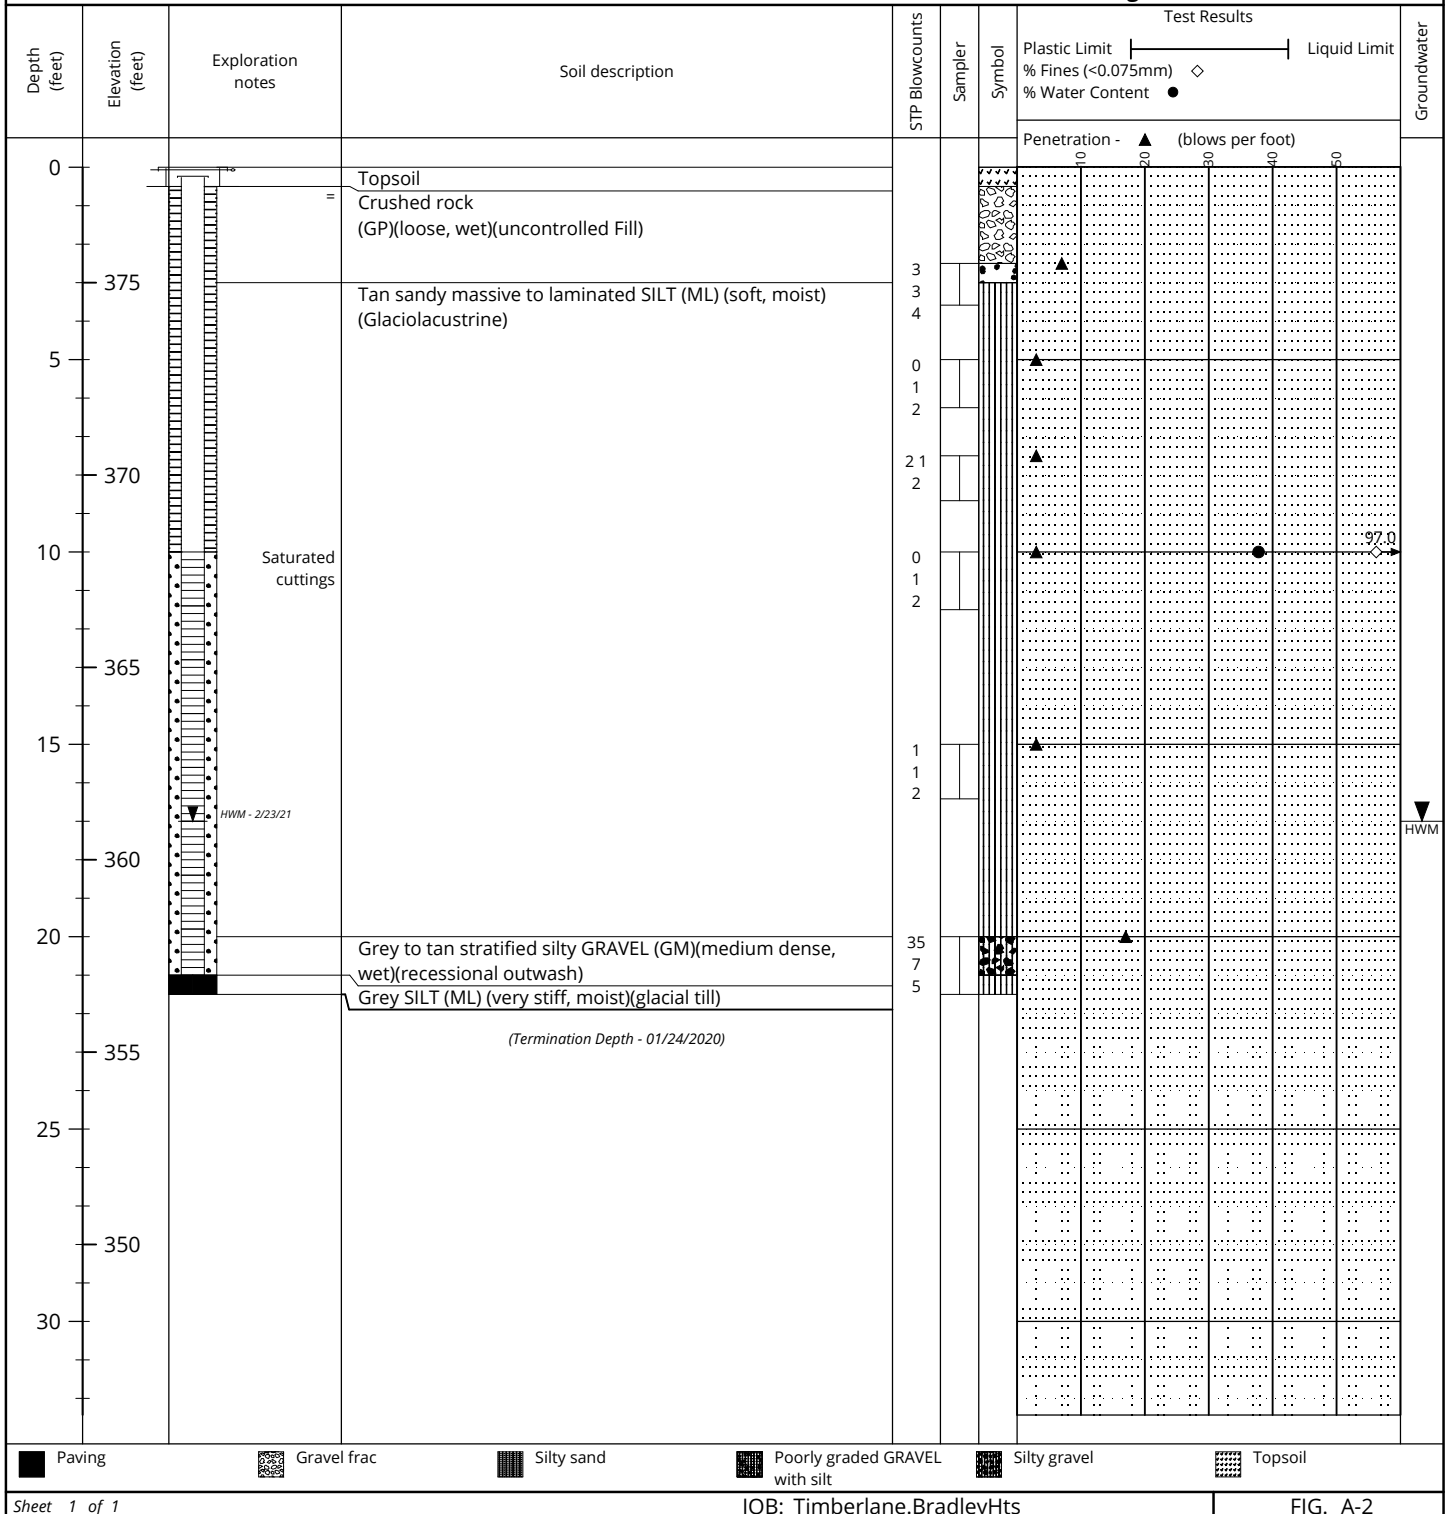 Depth
(feet)
Elevation
(feet)
Exploration
notes
Soil description
STP Blowcounts
Sampler
Symbol
Test Results
Plastic Limit
Liquid Limit
% Fines (<0.075mm)
% Water Content
Penetration -
(blows per foot)
Groundwater
10
20
30
40
50
0
Topsoil
=
Crushed rock
(GP)(loose, wet)(uncontrolled Fill)
3
375
3
Tan sandy massive to laminated SILT (ML) (soft, moist)
4
(Glaciolacustrine)
5
0
1
2
2 1
370
2
97.0
10
Saturated
0
cuttings
1
2
365
15
1
1
2
HWM - 2/23/21
HWM
360
20
Grey to tan stratified silty GRAVEL (GM)(medium dense,
35
wet)(recessional outwash)
7
5
Grey SILT (ML) (very stiff, moist)(glacial till)
(Termination Depth - 01/24/2020)
355
25
350
30
Paving
Gravel frac
Silty sand
Poorly graded GRAVEL
with silt
Silty gravel
Topsoil
Sheet 1 of 1
JOB: Timberlane.BradleyHts
FIG. A-2